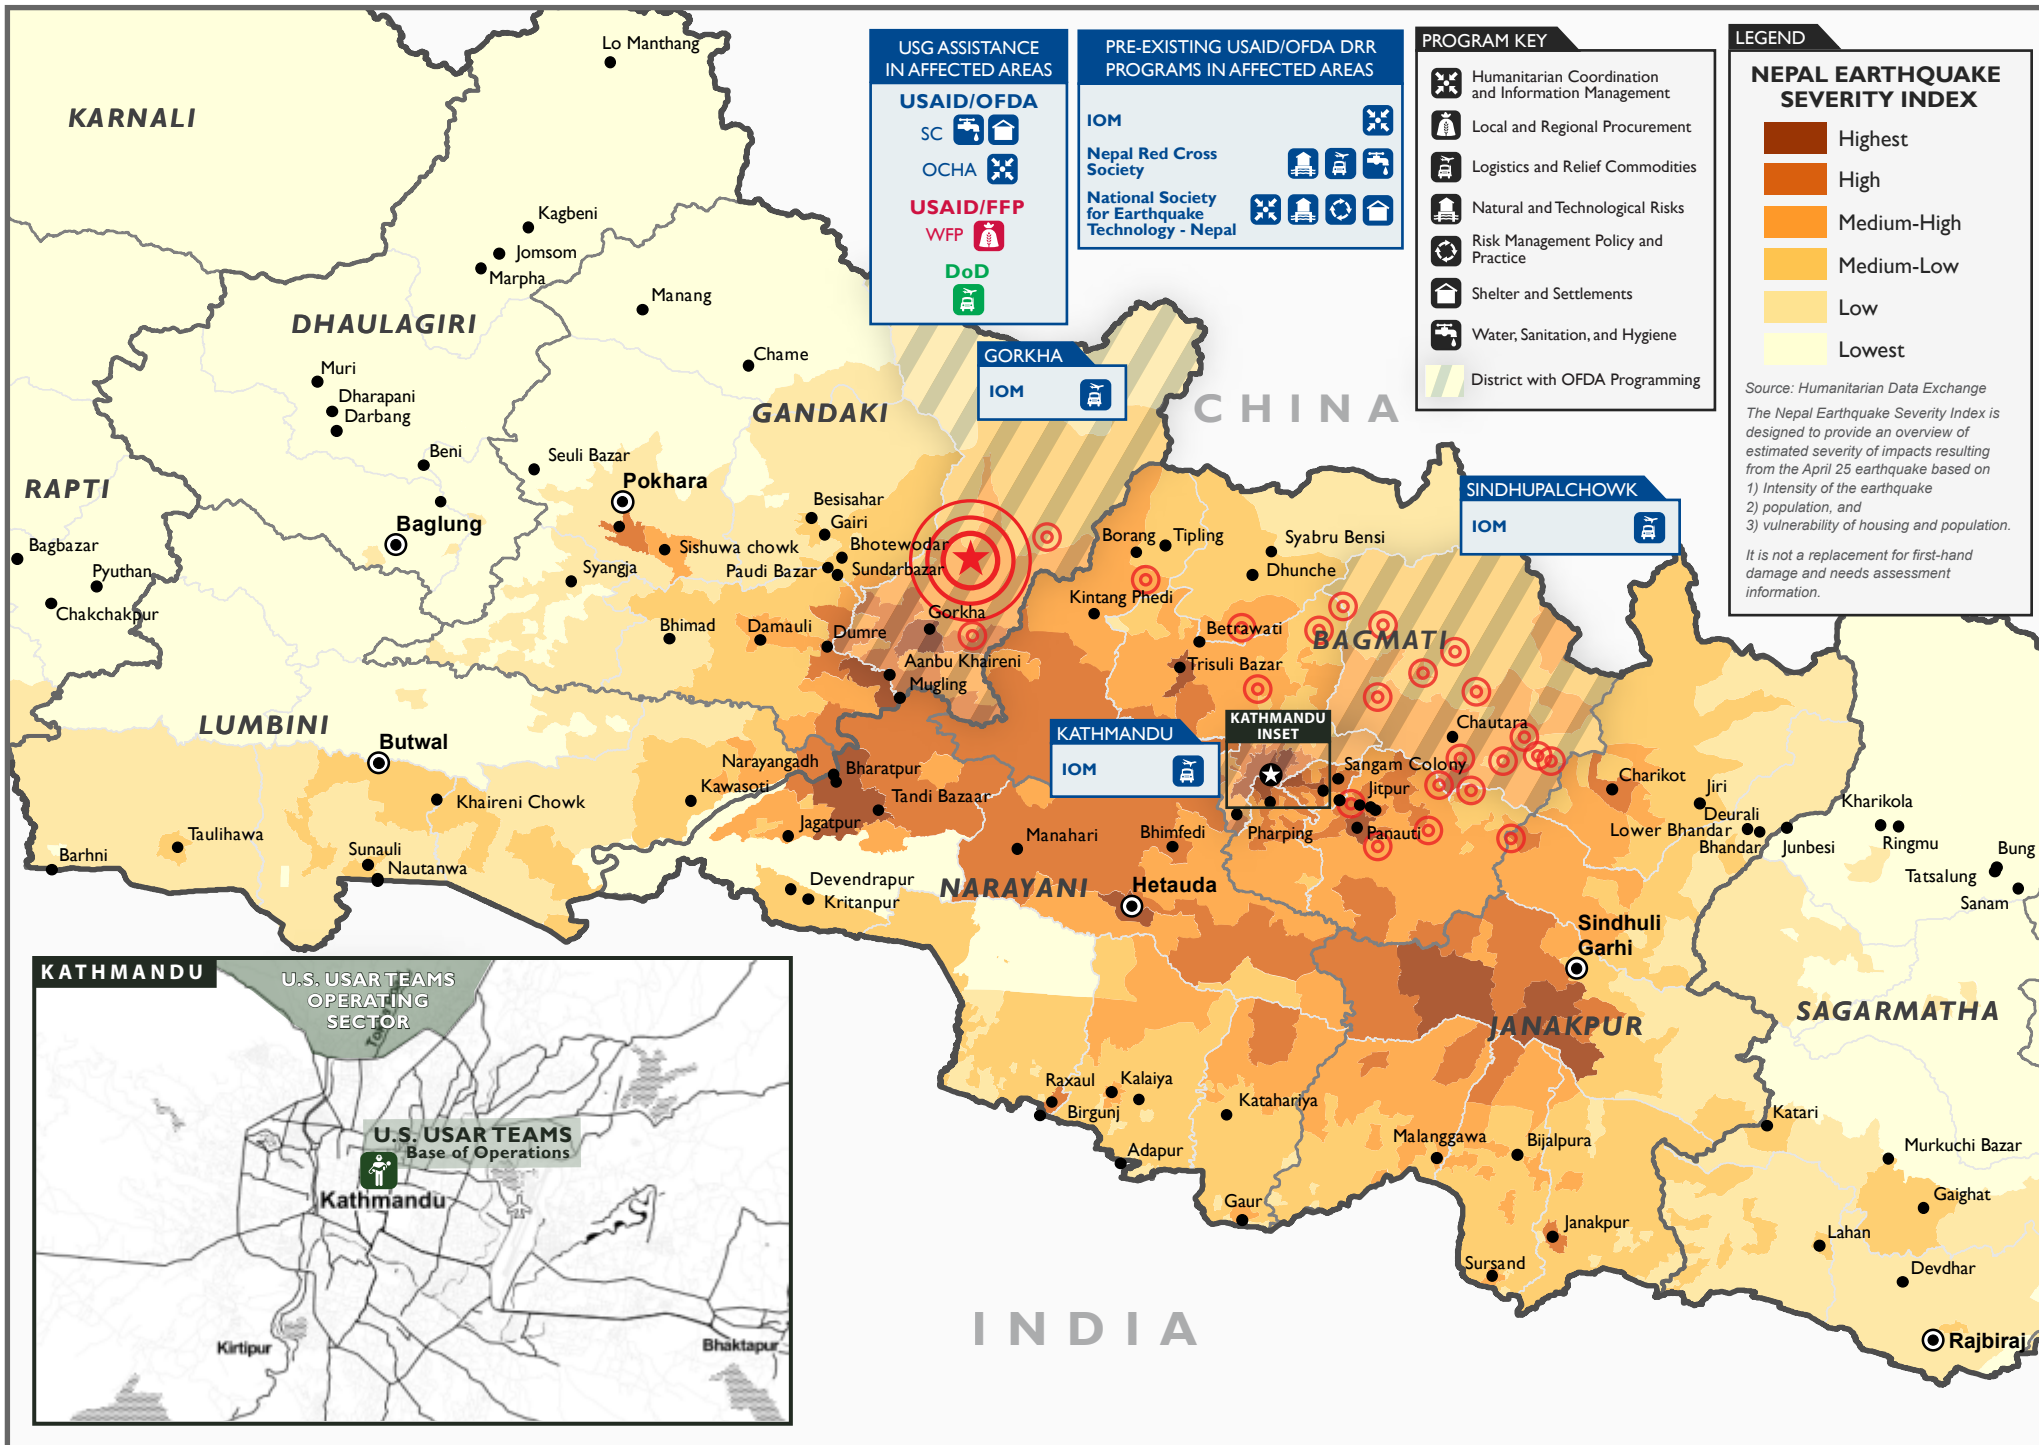 USG ASSISTANCE
IN AFFECTED AREAS
USAID/OFDA
SC
OCHA
USAID/FFP
WFP
DoD
PRE-EXISTING USAID/OFDA DRR
PROGRAMS IN AFFECTED AREAS
IOM
Nepal Red Cross
Society
National Society
for Earthquake
Technology - Nepal
PROGRAM KEY
Humanitarian Coordination
and Information Management
Local and Regional Procurement
Logistics and Relief Commodities
Natural and Technological Risks
Risk Management Policy and
Practice
Shelter and Settlements
Water, Sanitation, and Hygiene
District with OFDA Programming
LEGEND
NEPAL EARTHQUAKE
SEVERITY INDEX
Highest
High
Medium-High
Medium-Low
Low
Lowest
Source: Humanitarian Data Exchange
The Nepal Earthquake Severity Index is
designed to provide an overview of
estimated severity of impacts resulting
from the April 25 earthquake based on
1) Intensity of the earthquake
2) population, and
3) vulnerability of housing and population.
It is not a replacement for first-hand
damage and needs assessment
information.
Lo Manthang
KARNALI
Kagbeni
Jomsom
Marpha
Manang
DHAULAGIRI
Chame
Muri
Dharapani
Darbang
GANDAKI
GORKHA
IOM
CHINA
Beni
Seuli Bazar
RAPTI
Pokhara
Baglung
Besisahar
Gairi
Bhotewodar
Sishuwa chowk
Paudi Bazar
Sundarbazar
Syangja
Bagbazar
Pyuthan
Chakchakpur
Gorkha
Bhimad
Damauli
Dumre
Aanbu Khaireni
Mugling
Borang
Tipling
Syabru Bensi
Dhunche
Kintang Phedi
Betrawati
BAGMATI
Trisuli Bazar
SINDHUPALCHOWK
IOM
LUMBINI
Butwal
Khaireni Chowk
Taulihawa
Barhni
Sunauli
Nautanwa
Narayangadh
Bharatpur
Kawasoti
Tandi Bazaar
Jagatpur
Devendrapur
Kritanpur
KATHMANDU
IOM
KATHMANDU
INSET
Chautara
Sangam Colony
Jitpur
Panauti
Pharping
Manahari
Bhimfedi
NARAYANI
Hetauda
Charikot
Jiri
Deurali
Lower Bhandar
Bhandar
Junbesi
Kharikola
Ringmu
Bung
Tatsalung
Sanam
Sindhuli
Garhi
JANAKPUR
SAGARMATHA
Raxaul
Kalaiya
Birgunj
Adapur
Katahariya
Gaur
Malanggawa
Bijalpura
Janakpur
Sursand
Katari
Murkuchi Bazar
Gaighat
Lahan
Devdhar
Rajbiraj
INDIA
KATHMANDU
U.S. USAR TEAMS
OPERATING
SECTOR
U.S. USAR TEAMS
Base of Operations
Kathmandu
Kirtipur
Bhaktapur